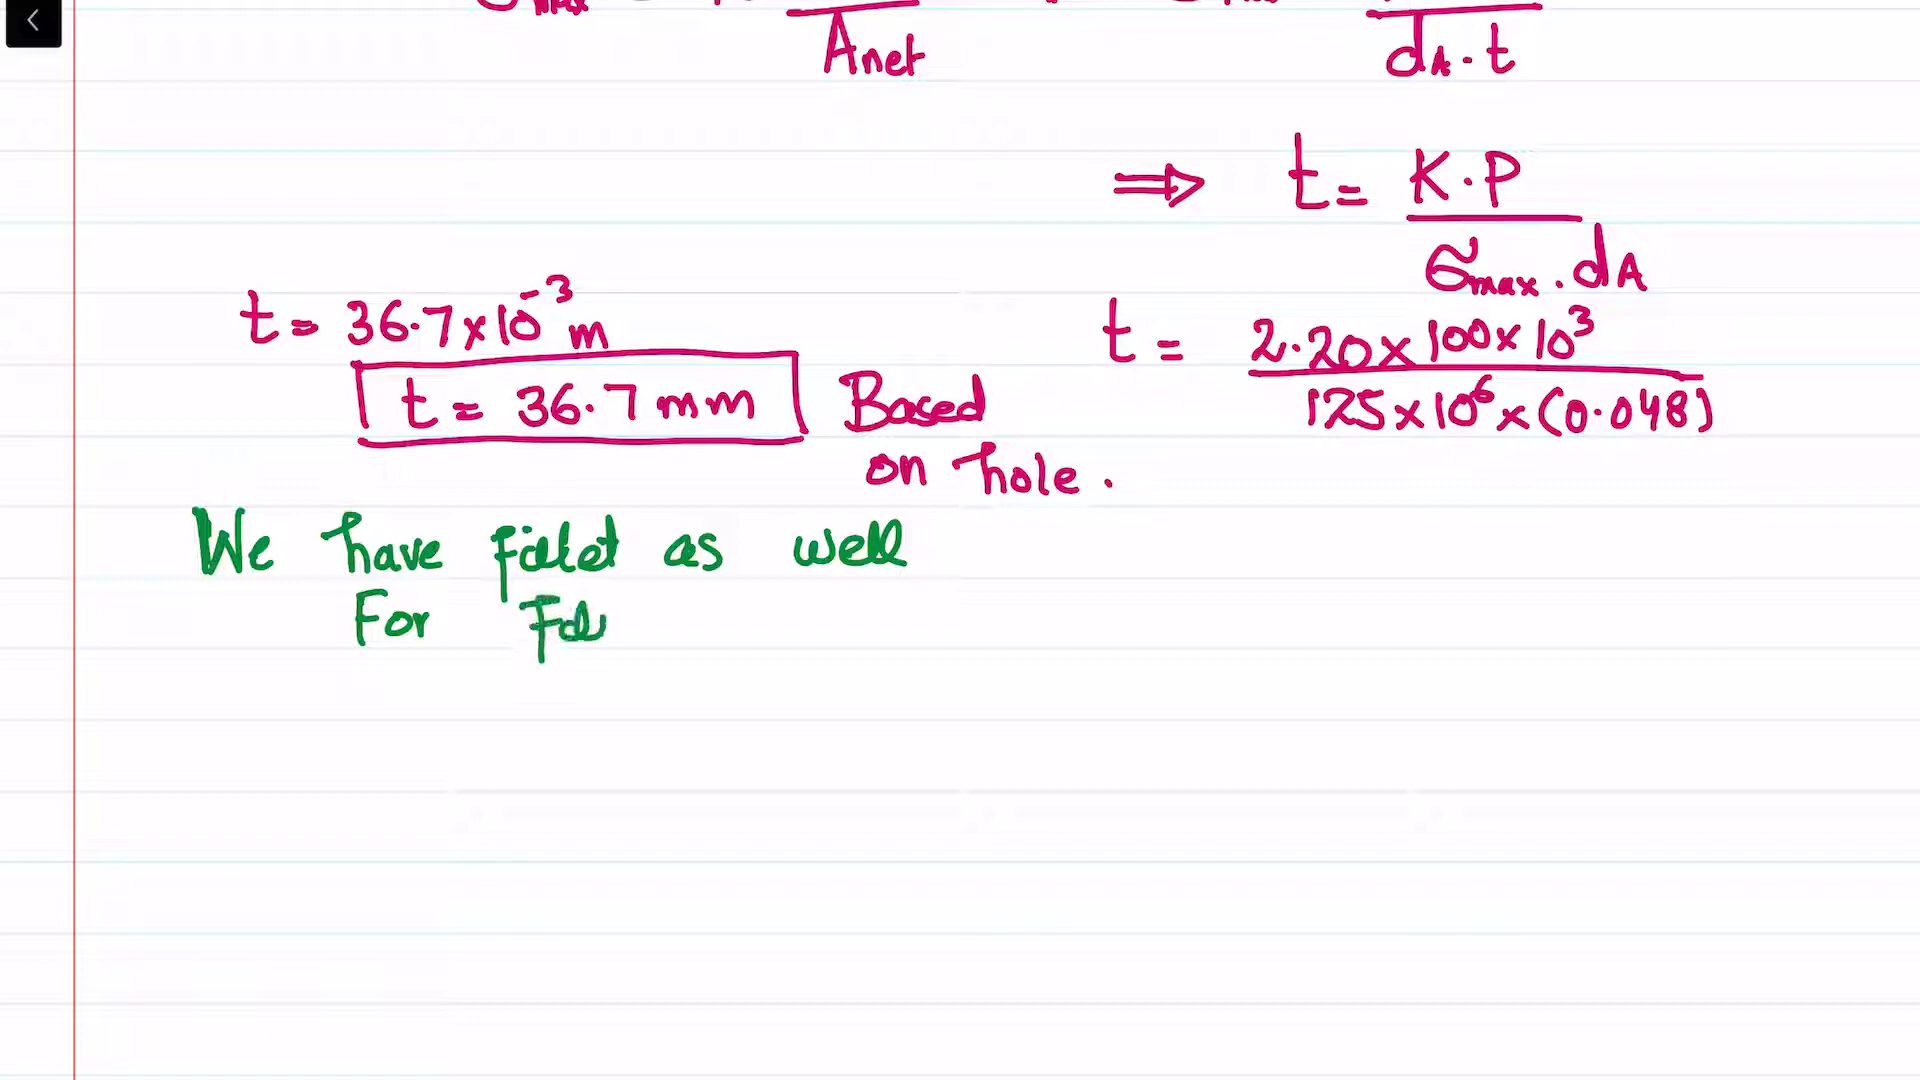 A net
dA · t
⇒ t = K·P / σmax · dA
t = 36.7×10⁻³ m
t = 2.20×100×10³ / 125×10⁶×(0.048)
t = 36.7 mm Based
on hole.
We have fillet as well
For